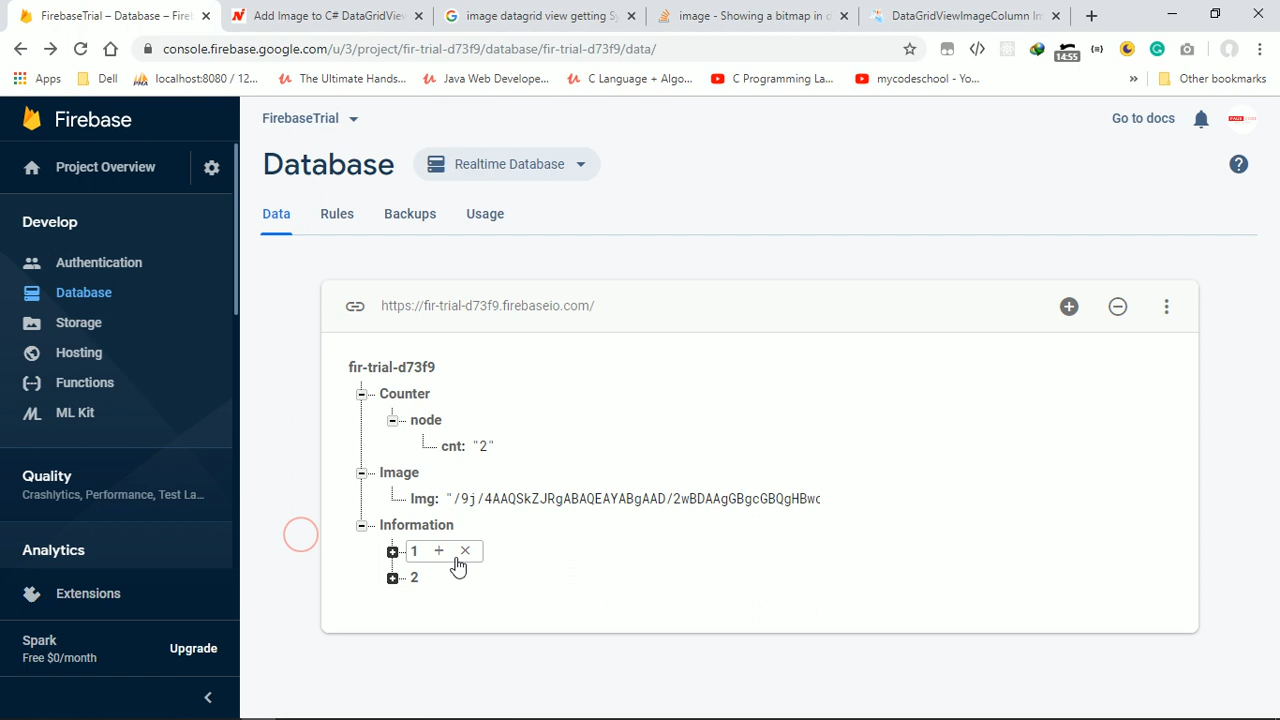 FirebaseTrial – Database – Fire
Add Image to C# DataGridVie
image datagrid view getting Sy
image - showing a bitmap in d
DataGridViewImageColumn Im
console.firebase.google.com/u/3/project/fir-trial-d73f9/database/fir-trial-d73f9/data/
14:55
Apps
Dell
localhost:8080 / 12...
The Ultimate Hands...
Java Web Develope...
C Language + Algo...
C Programming La...
mycodeschool - Yo...
»
Other bookmarks
Firebase
FirebaseTrial
Go to docs
Project Overview
Database
Realtime Database
Develop
Data
Rules
Backups
Usage
Authentication
Database
Storage
Hosting
Functions
ML Kit
https://fir-trial-d73f9.firebaseio.com/
fir-trial-d73f9
Counter
node
cnt: "2"
Image
Img: "/9j/4AAQSkZJRgABAQEAYABgAAD/2wBDAAgGBgcGBQgHBwc
Information
1
2
Quality
Crashlytics, Performance, Test La...
Analytics
Extensions
Spark
Free $0/month
Upgrade